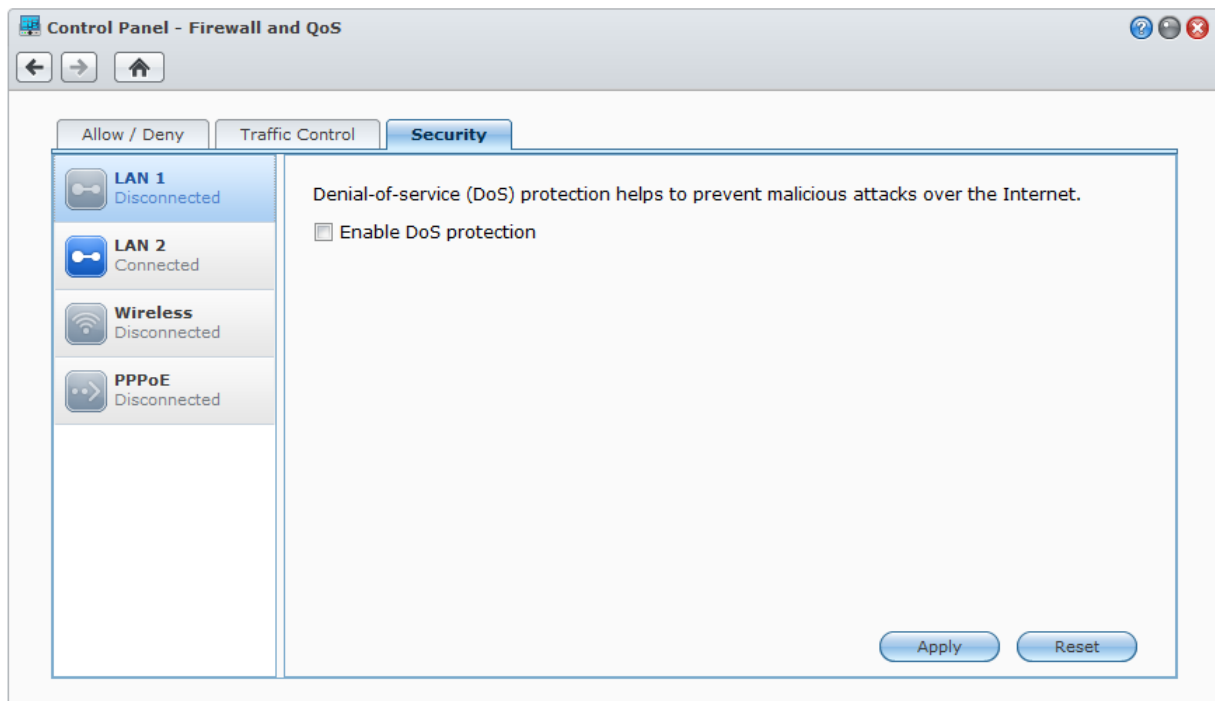 Control Panel - Firewall and QoS
Allow / Deny
Traffic Control
Security
LAN 1
Disconnected
LAN 2
Connected
Wireless
Disconnected
PPPoE
Disconnected
Denial-of-service (DoS) protection helps to prevent malicious attacks over the Internet.
Enable DoS protection
Apply
Reset